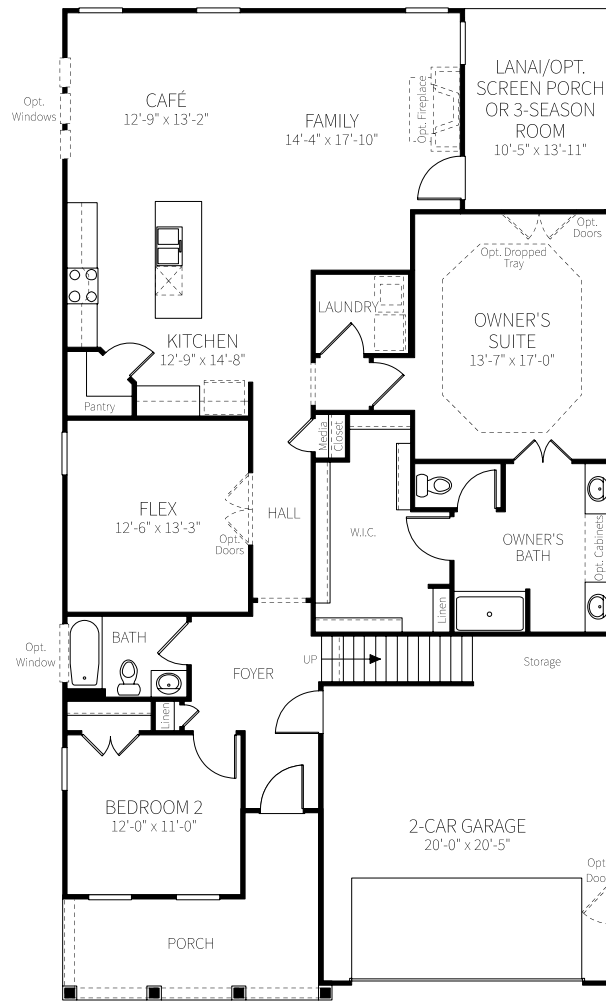 LANAI/OPT.
SCREEN PORCH
OR 3-SEASON
ROOM
10'-5" x 13'-11"
CAFÉ
12'-9" x 13'-2"
Opt.
Windows
FAMILY
14'-4" x 17'-10"
Opt. Fireplace
Opt.
Doors
Opt. Dropped
Tray
OWNER'S
SUITE
13'-7" x 17'-0"
LAUNDRY
KITCHEN
12'-9" x 14'-8"
Pantry
Media
Closet
FLEX
12'-6" x 13'-3"
Opt.
Doors
HALL
W.I.C.
OWNER'S
BATH
Opt. Cabinets
Linen
BATH
Opt.
Window
FOYER
UP
Storage
Linen
BEDROOM 2
12'-0" x 11'-0"
2-CAR GARAGE
20'-0" x 20'-5"
Opt
Doo
PORCH